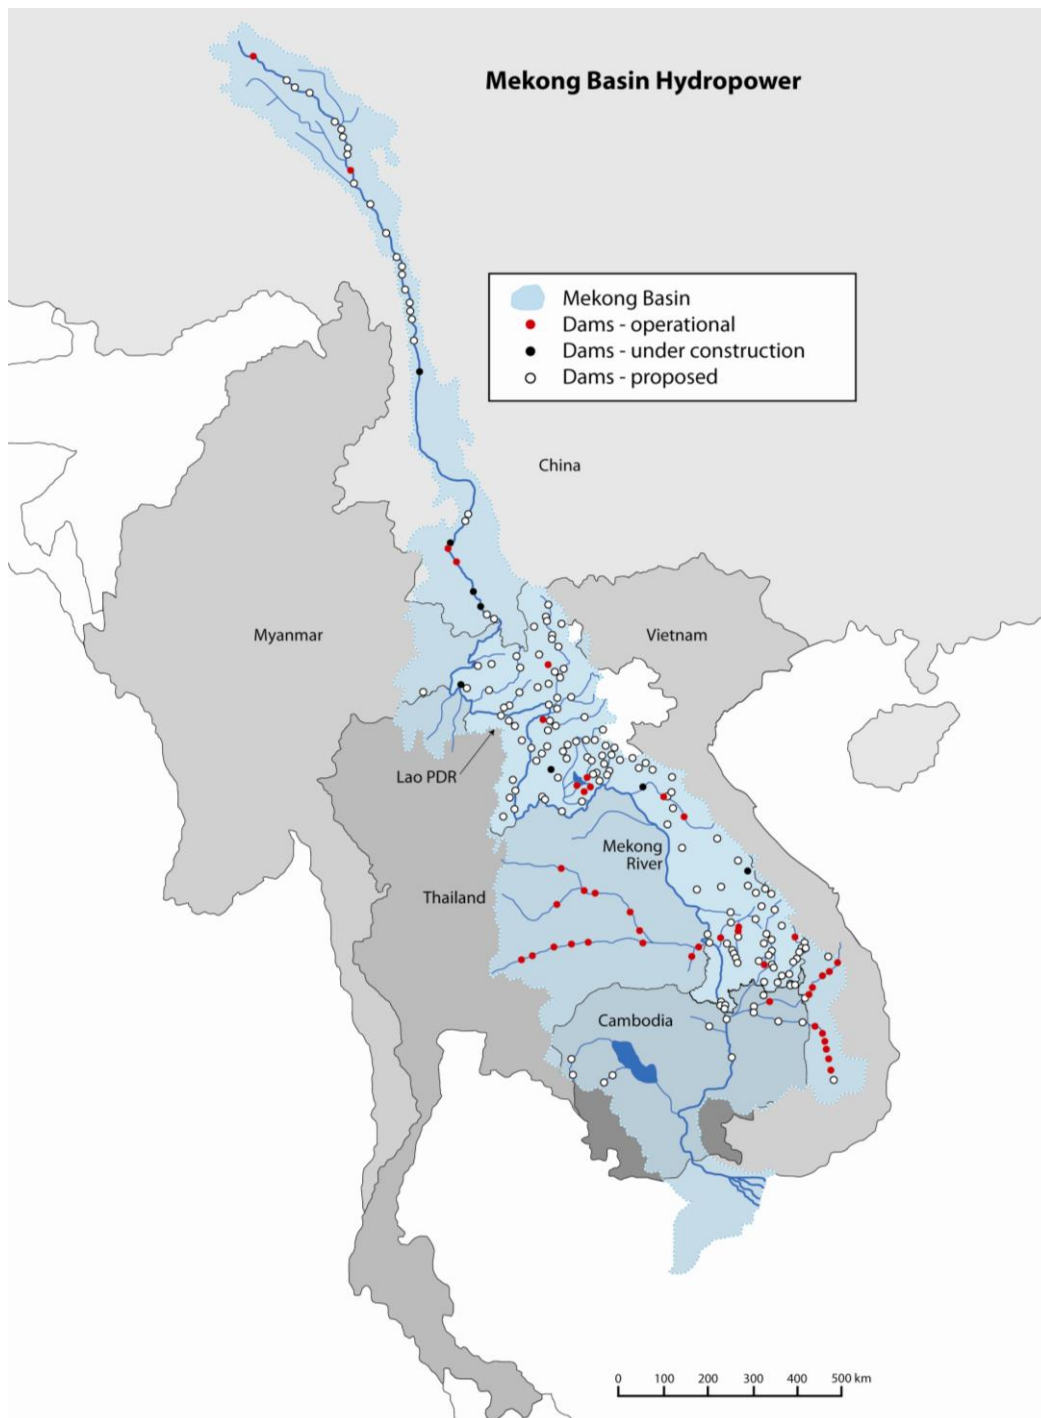 Mekong Basin Hydropower
Mekong Basin
Dams - operational
Dams - under construction
Dams - proposed
China
Myanmar
Vietnam
Lao PDR
Mekong
River
Thailand
Cambodia
0 100 200 300 400 500 km